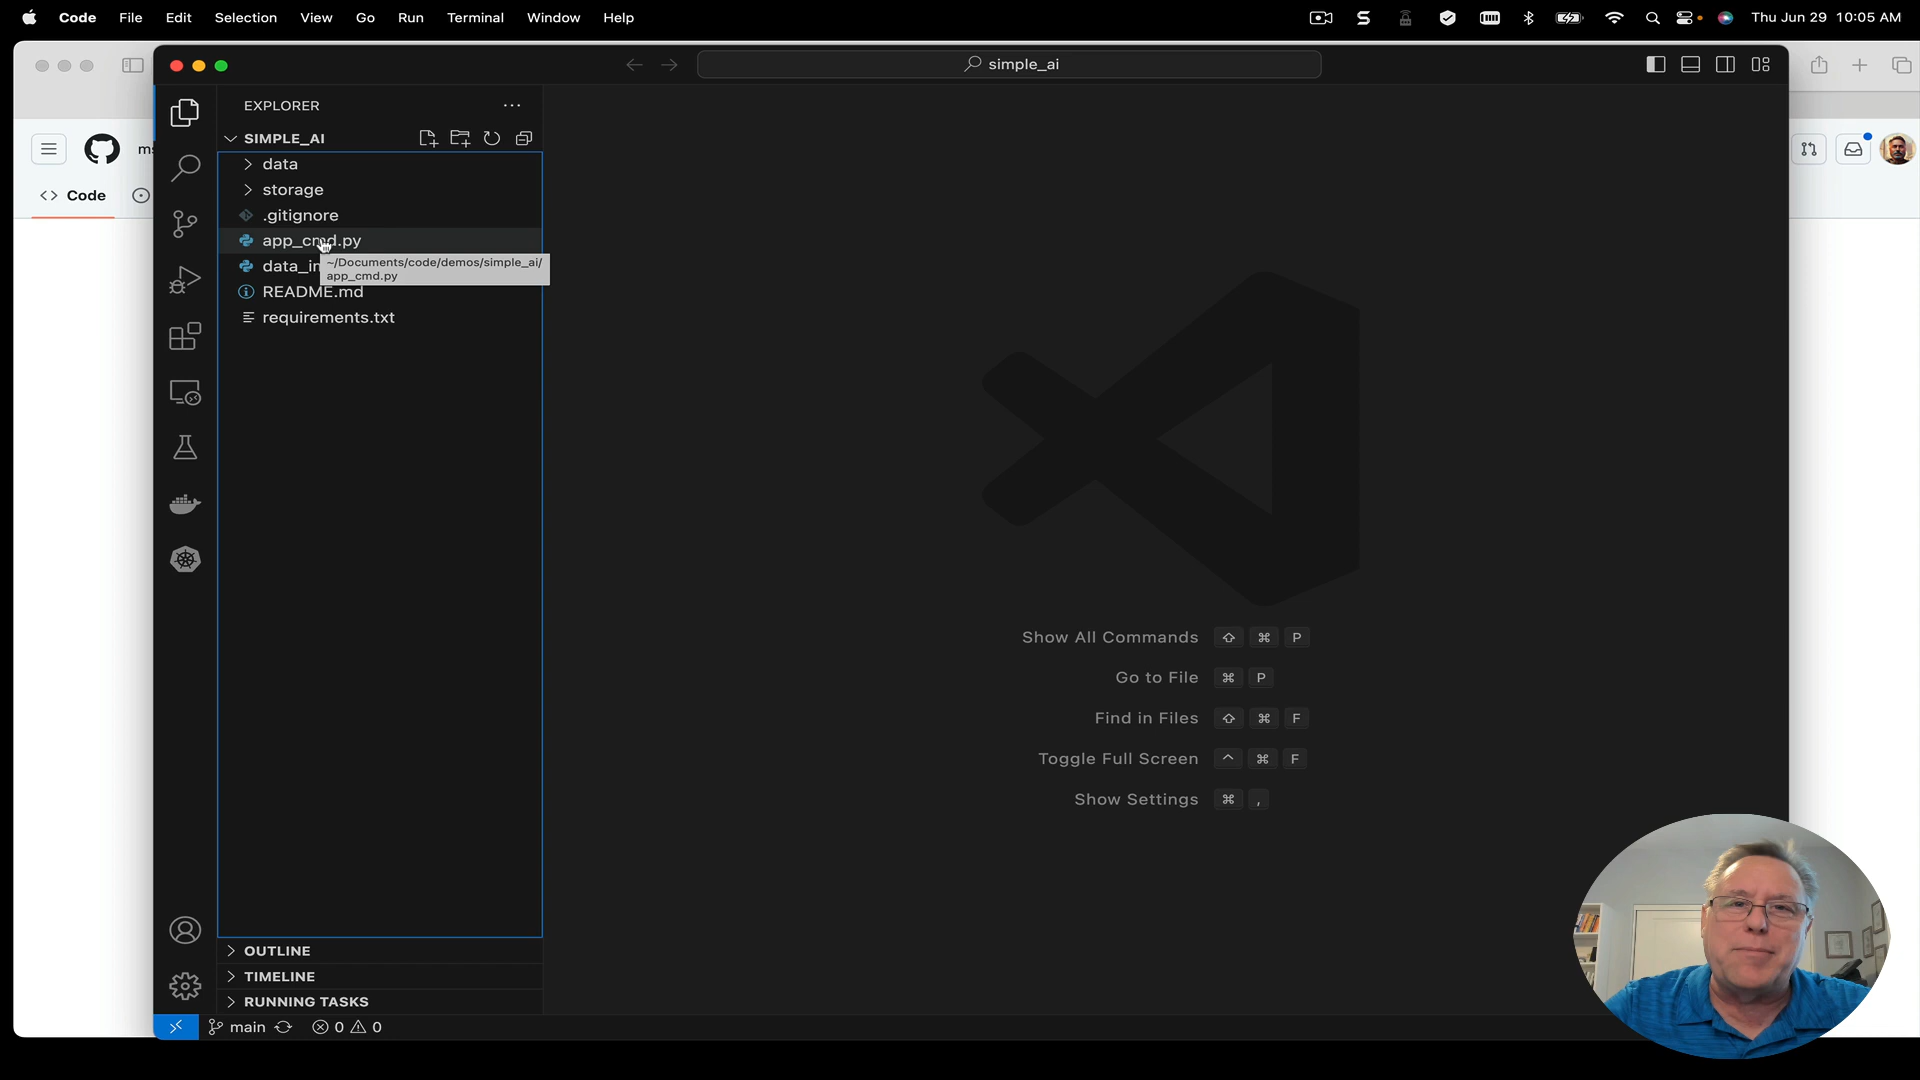 Code File Edit Selection View Go Run Terminal Window Help Thu Jun 29 10:05 AM
simple_ai
EXPLORER
SIMPLE_AI
data
storage
.gitignore
app_cmd.py
data_in
~/Documents/code/demos/simple_ai/
app_cmd.py
README.md
requirements.txt
ms
Code
Show All Commands ⇧ ⌘ P
Go to File ⌘ P
Find in Files ⇧ ⌘ F
Toggle Full Screen ^ ⌘ F
Show Settings ⌘ ,
OUTLINE
TIMELINE
RUNNING TASKS
main 0 0